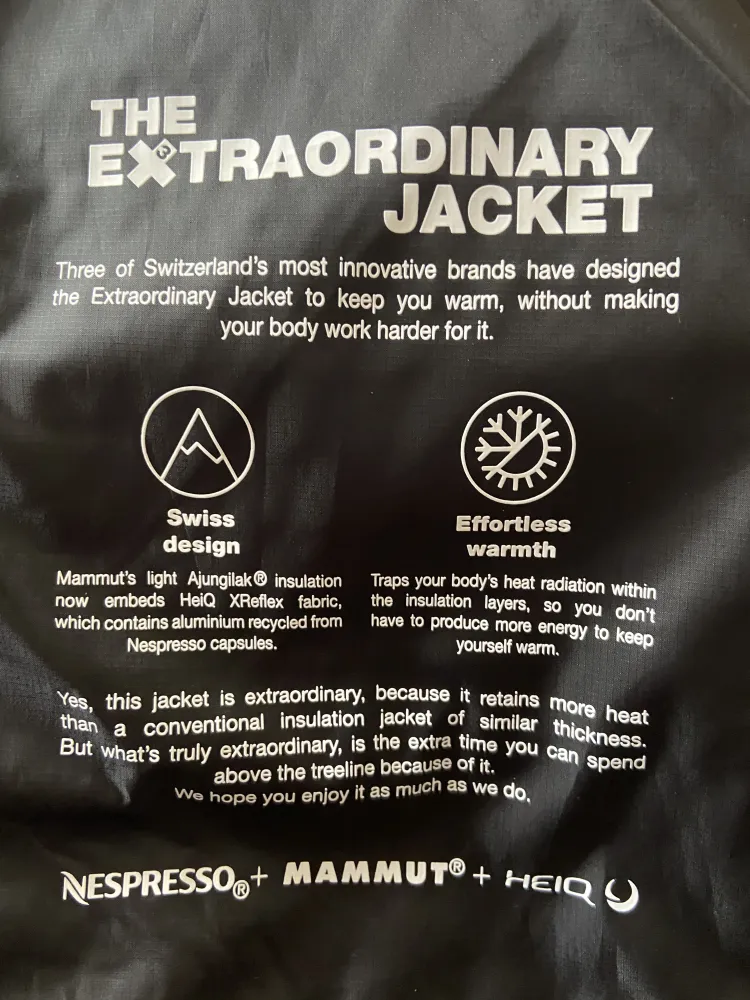 THE
EXTRAORDINARY
3
JACKET
Three of Switzerland's most innovative brands have designed
the Extraordinary Jacket to keep you warm, without making
your body work harder for it.
Swiss
design
Mammut's light Ajungilak® insulation
now embeds HeiQ XReflex fabric,
which contains aluminium recycled from
Nespresso capsules.
Effortless
warmth
Traps your body's heat radiation within
the insulation layers, so you don't
have to produce more energy to keep
yourself warm.
Yes, this jacket is extraordinary, because it retains more heat
than a conventional insulation jacket of similar thickness.
But what's truly extraordinary, is the extra time you can spend
above the treeline because of it.
We hope you enjoy it as much as we do.
NESPRESSO® + MAMMUT® + HEIQ